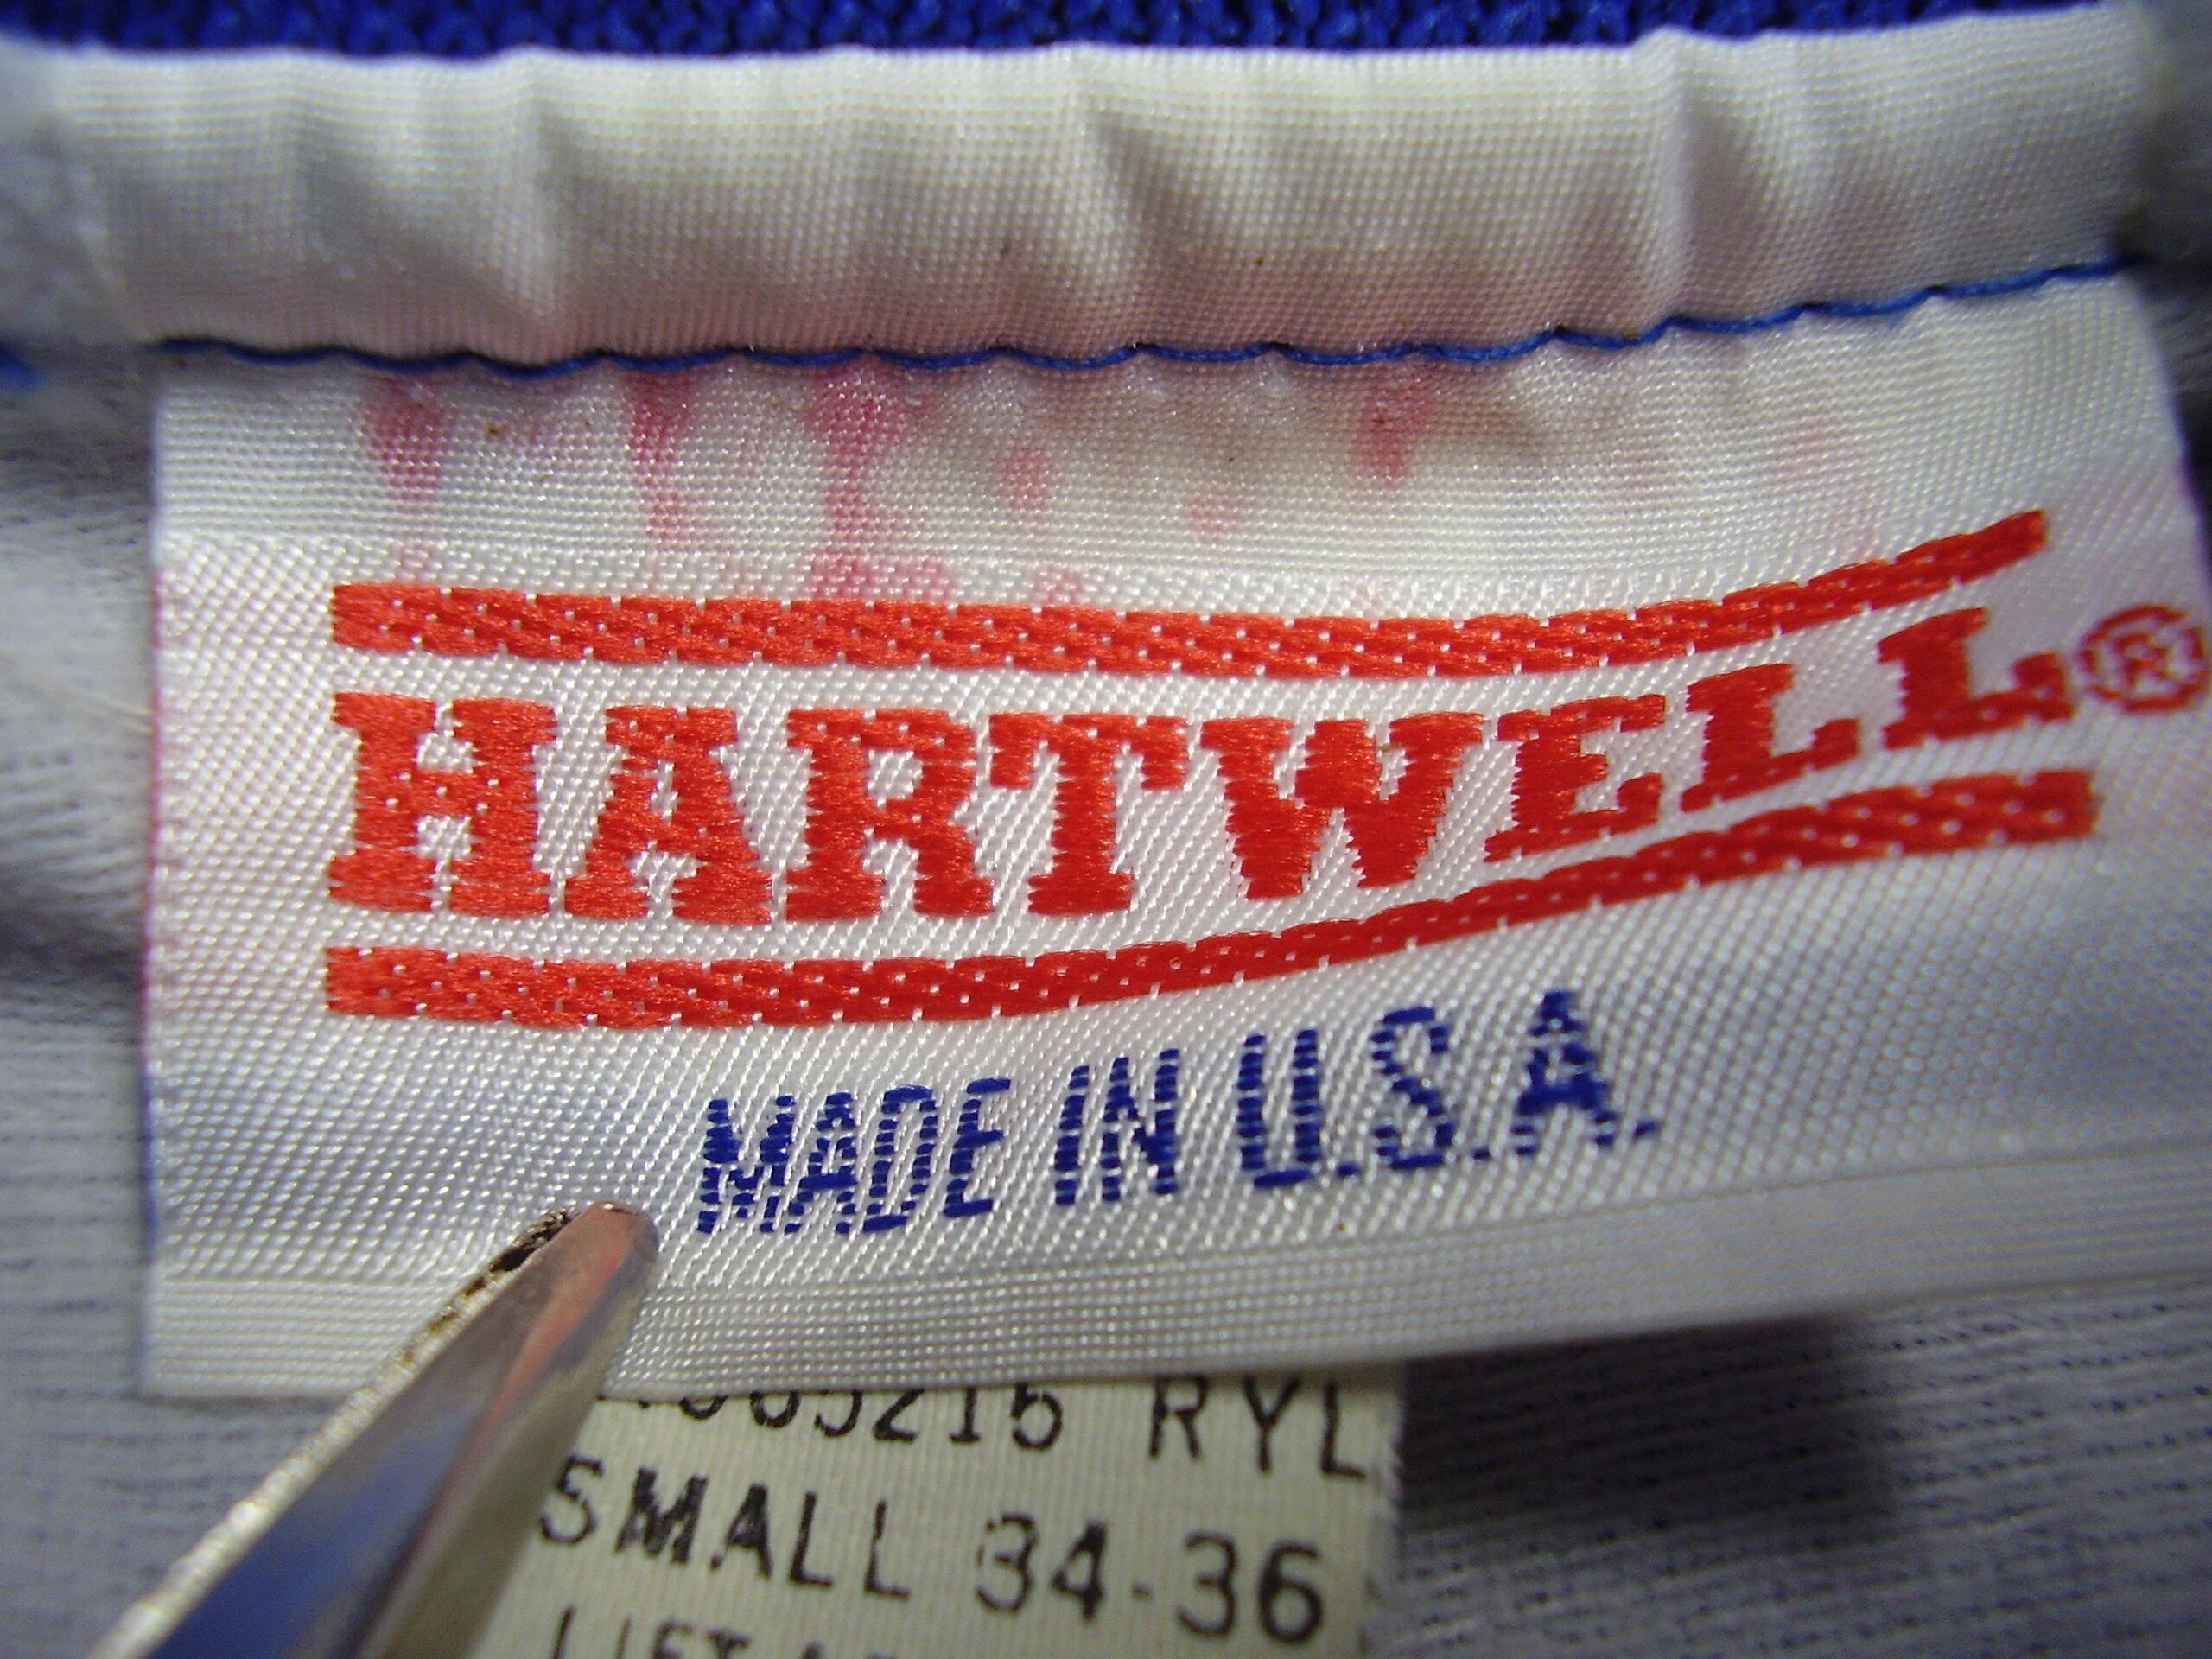 HARTWELL®
MADE IN U.S.A.
RYL
SMALL 34-36